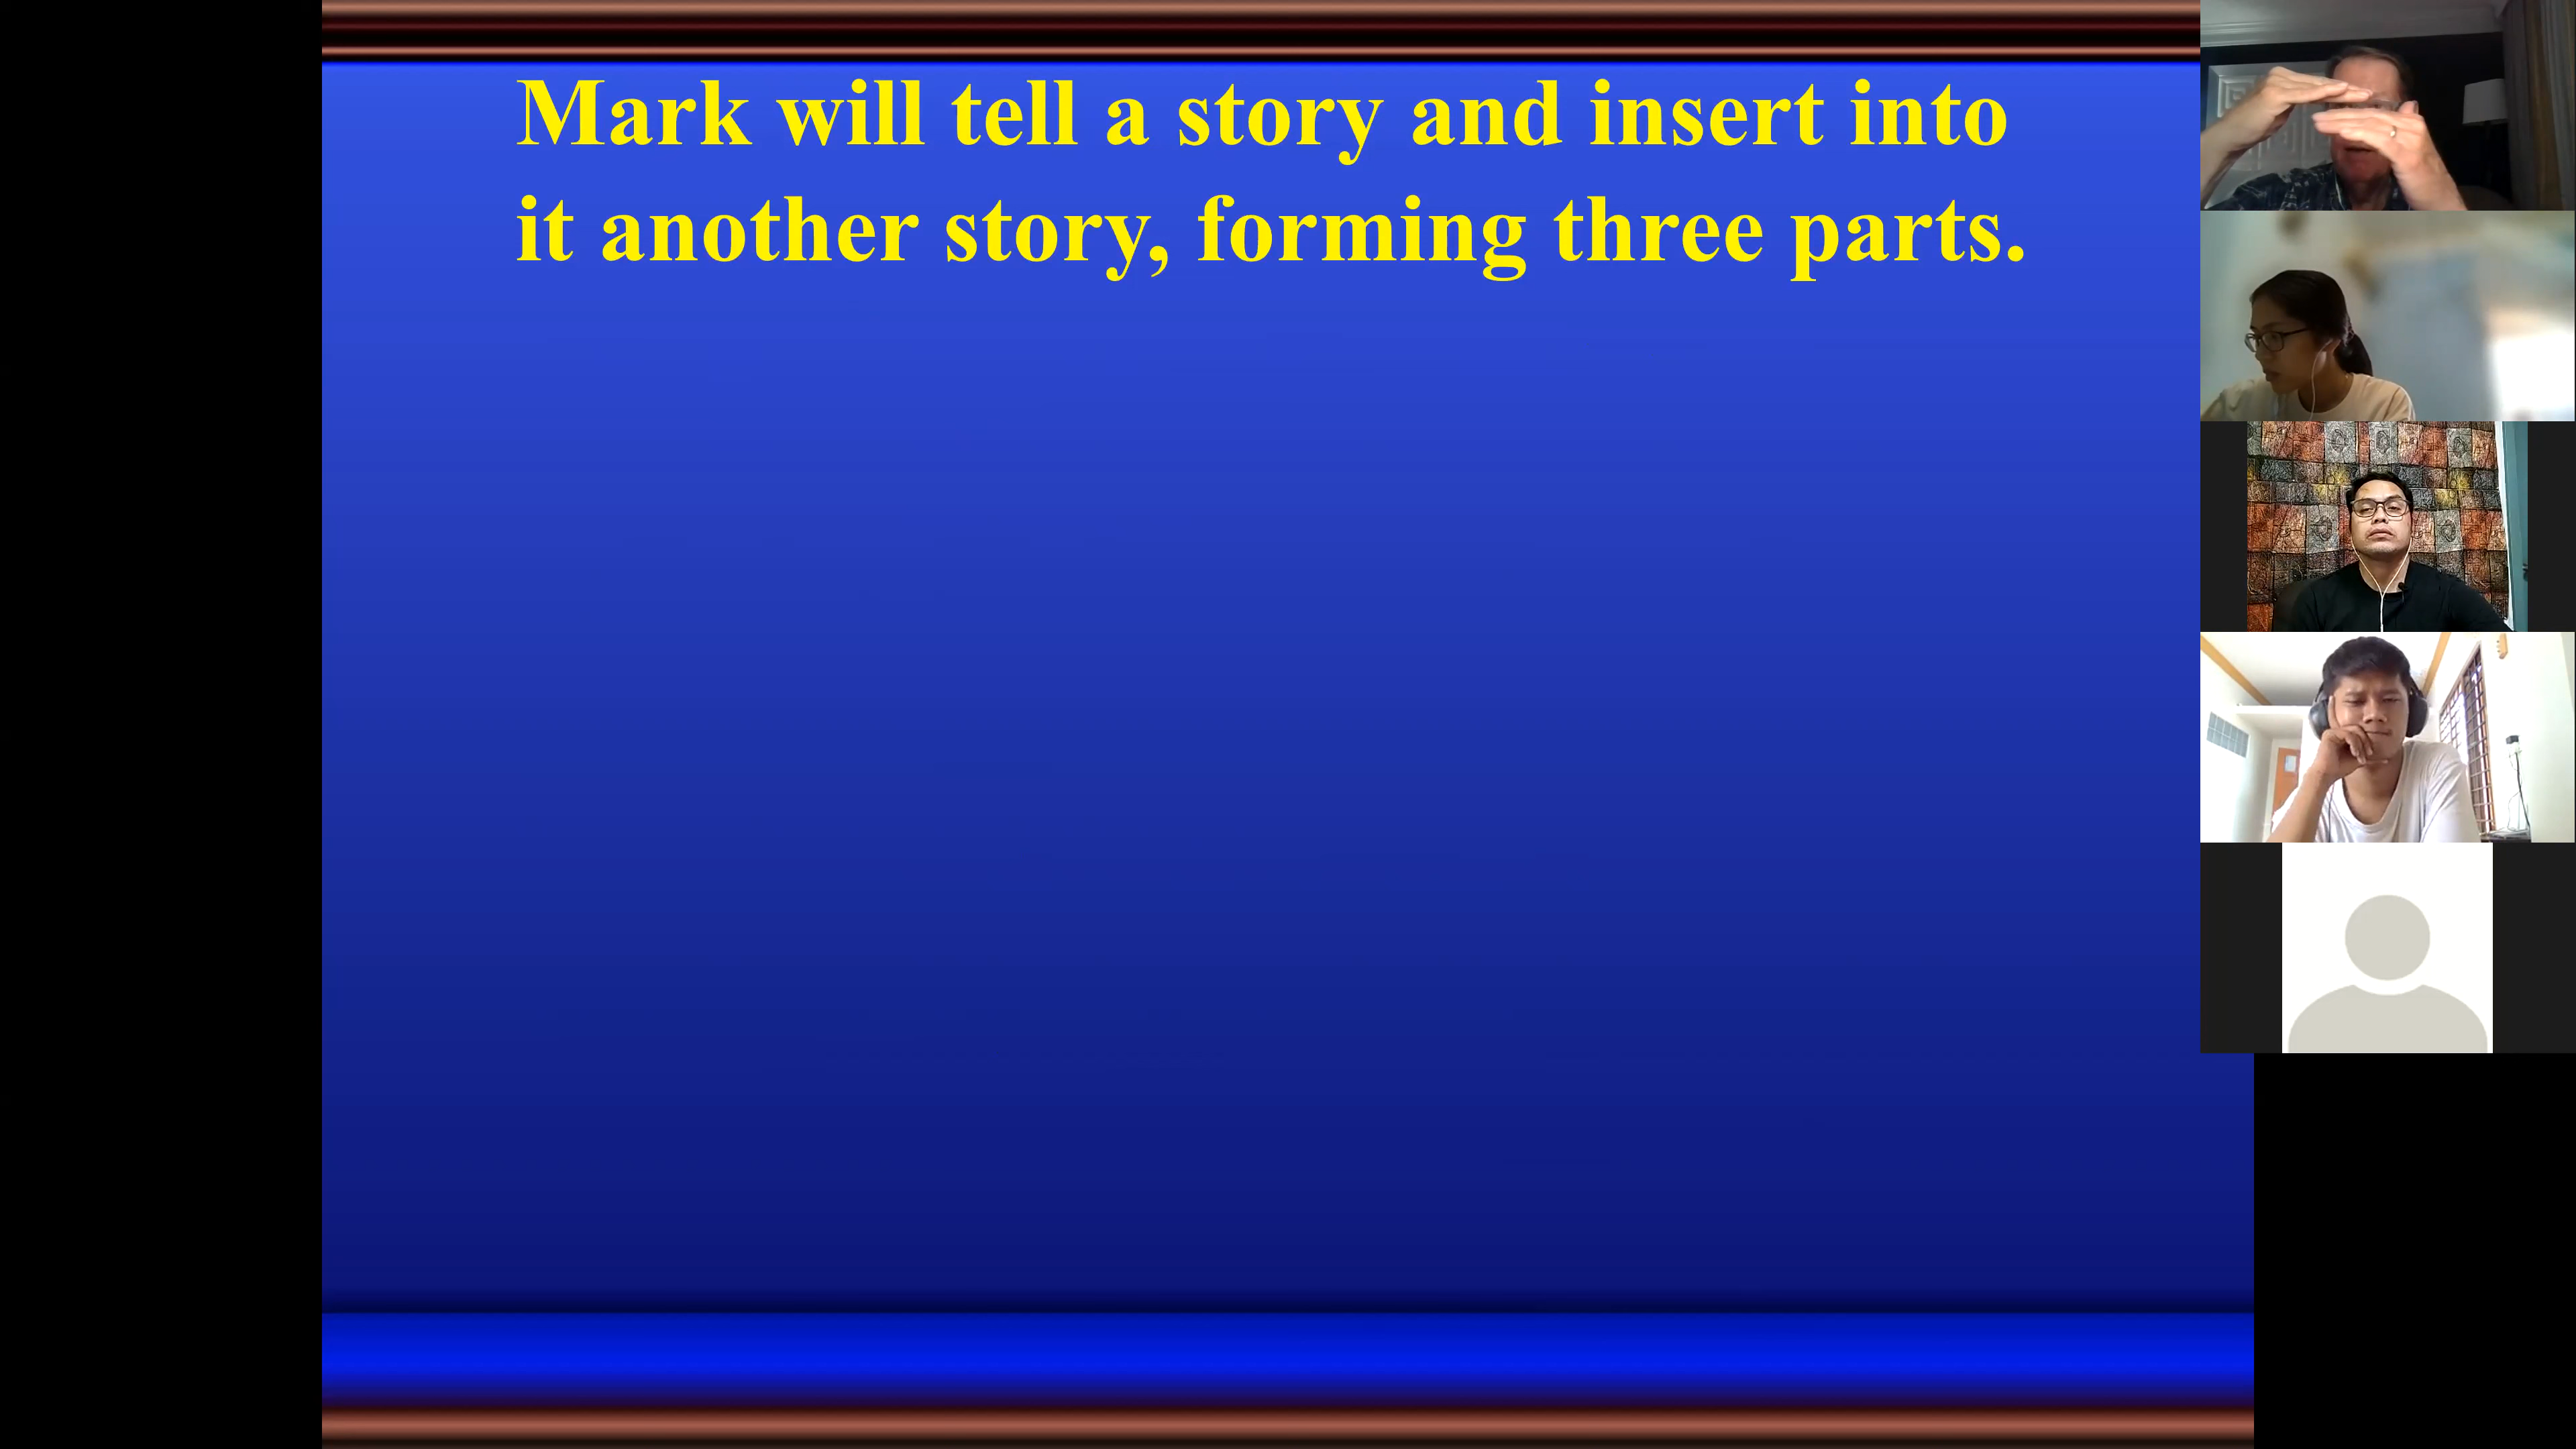 Mark will tell a story and insert into
it another story, forming three parts.